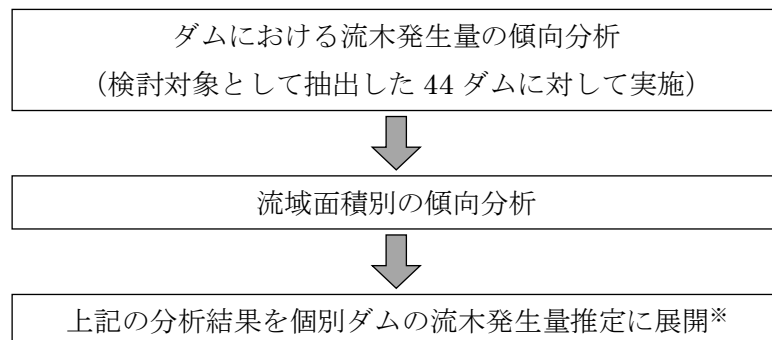 ダムにおける流木発生量の傾向分析
（検討対象として抽出した 44 ダムに対して実施）
流域面積別の傾向分析
上記の分析結果を個別ダムの流木発生量推定に展開※